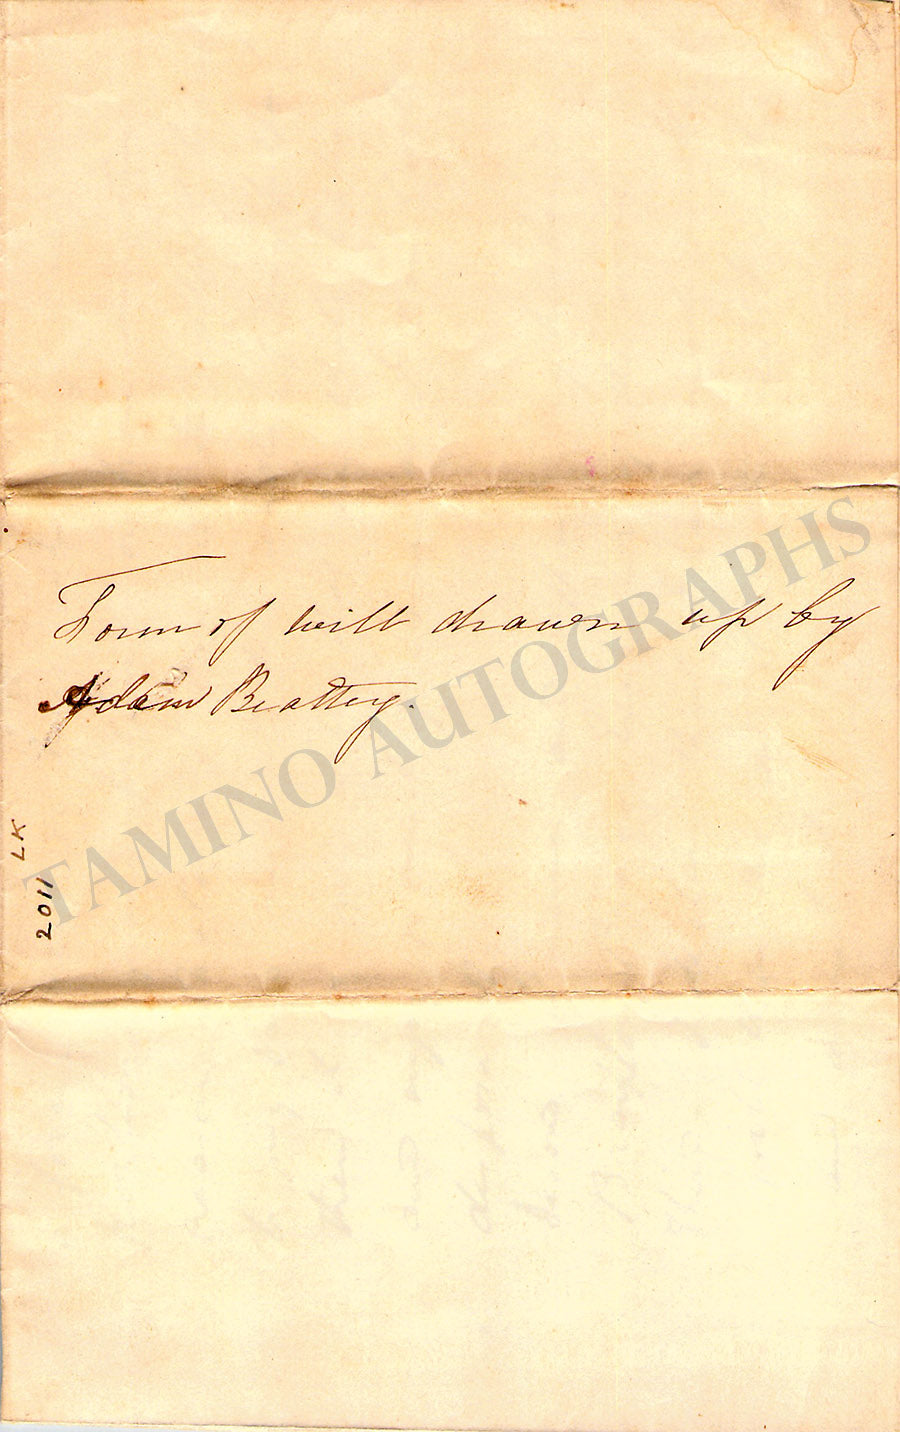 Form of will drawn up by
Adam Beatty.
2011 LK
TAMINO AUTOGRAPHS